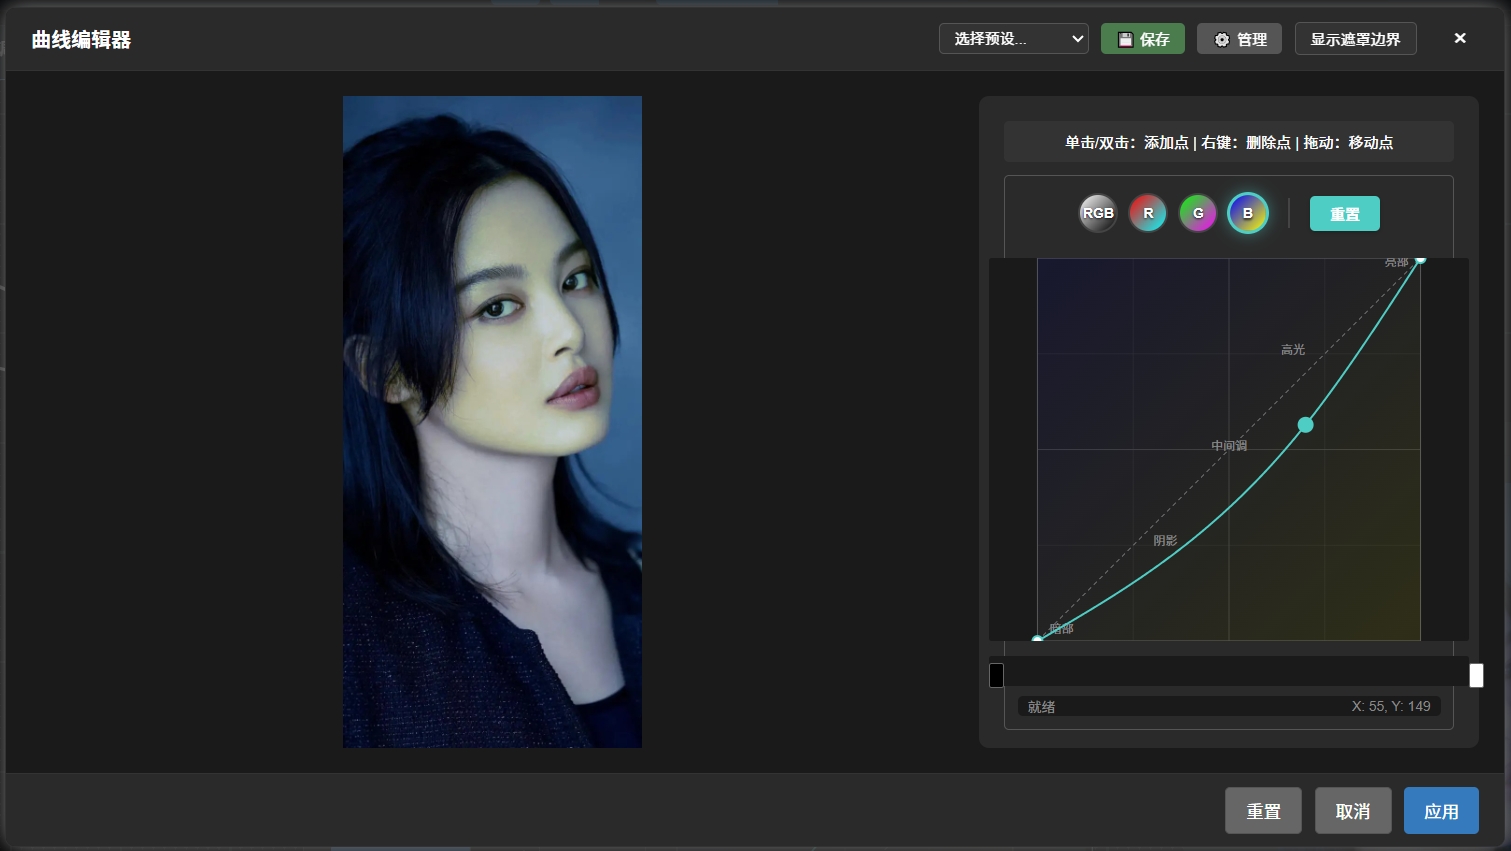 曲线编辑器
选择预设...
保存
管理
显示遮罩边界
×
单击/双击：添加点 | 右键：删除点 | 拖动：移动点
RGB
R
G
B
重置
亮部
高光
中间调
阴影
暗部
就绪
X: 55, Y: 149
重置
取消
应用